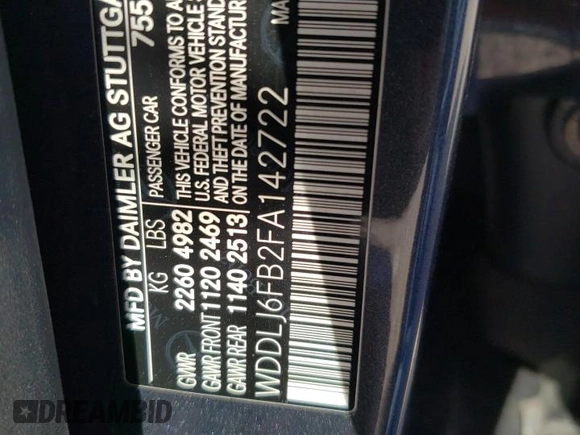 MFD BY DAIMLER AG STUTTGA
755
KG LBS
PASSENGER CAR
GVWR 2260 4982
GAWR FRONT 1120 2469
GAWR REAR 1140 2513
THIS VEHICLE CONFORMS TO A
U.S. FEDERAL MOTOR VEHICLE
AND THEFT PREVENTION STAND
ON THE DATE OF MANUFACTUR
WDDLJ6FB2FA142722
MA
DREAMBID